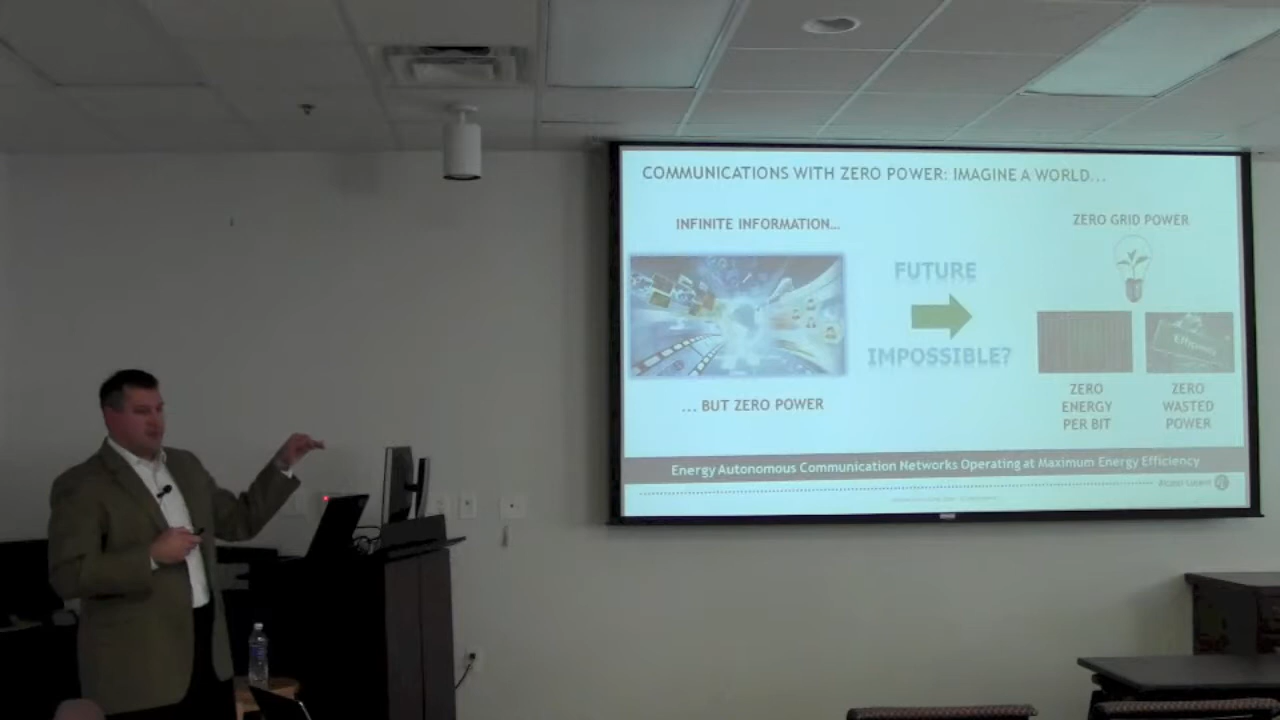 COMMUNICATIONS WITH ZERO POWER: IMAGINE A WORLD...
INFINITE INFORMATION...
... BUT ZERO POWER
FUTURE
IMPOSSIBLE?
ZERO GRID POWER
Efficiency
ZERO
ENERGY
PER BIT
ZERO
WASTED
POWER
Energy Autonomous Communication Networks Operating at Maximum Energy Efficiency
Alcatel-Lucent